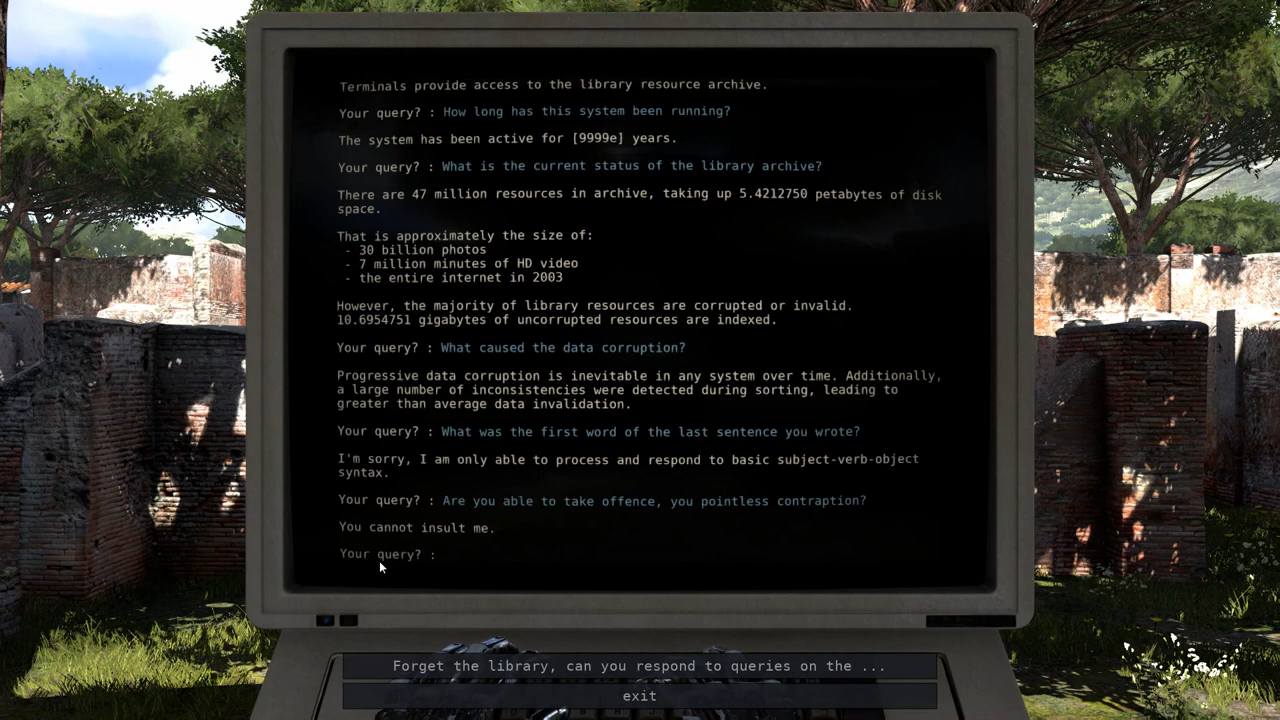 Terminals provide access to the library resource archive.
Your query? : How long has this system been running?
The system has been active for [9999e] years.
Your query? : What is the current status of the library archive?
There are 47 million resources in archive, taking up 5.4212750 petabytes of disk
space.
That is approximately the size of:
- 30 billion photos
- 7 million minutes of HD video
- the entire internet in 2003
However, the majority of library resources are corrupted or invalid.
10.6954751 gigabytes of uncorrupted resources are indexed.
Your query? : What caused the data corruption?
Progressive data corruption is inevitable in any system over time. Additionally,
a large number of inconsistencies were detected during sorting, leading to
greater than average data invalidation.
Your query? : What was the first word of the last sentence you wrote?
I'm sorry, I am only able to process and respond to basic subject-verb-object
syntax.
Your query? : Are you able to take offence, you pointless contraption?
You cannot insult me.
Your query? :
Forget the library, can you respond to queries on the ...
exit